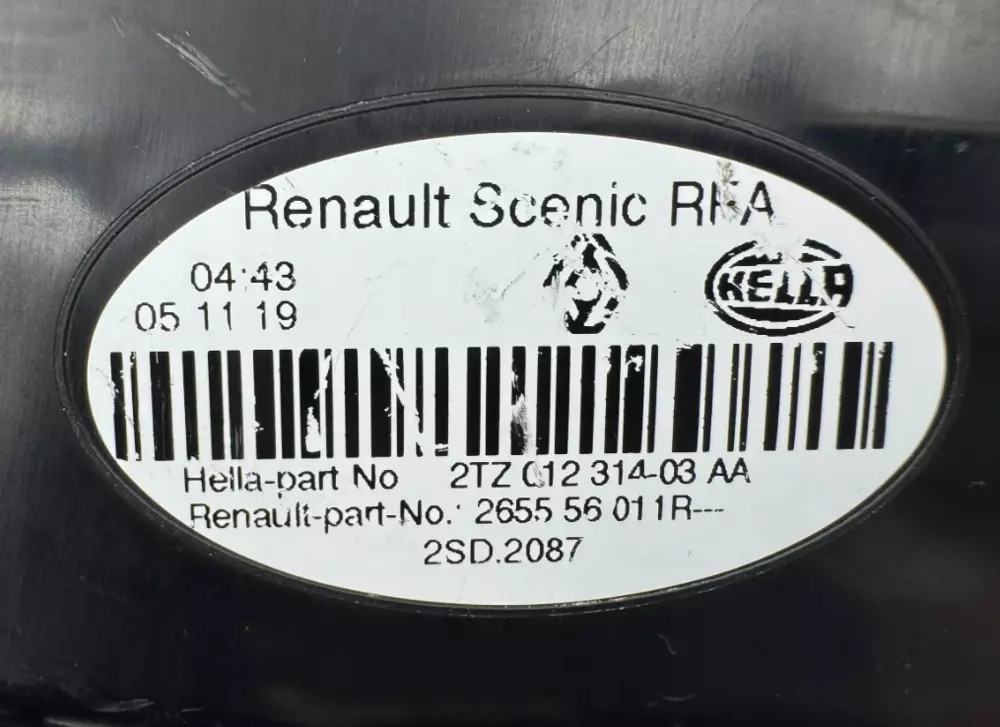 Renault Scenic RFA
04:43
05 11 19
HELLA
Hella-part No 2TZ 012 314-03 AA
Renault-part-No.: 2655 56 011R---
2SD.2087